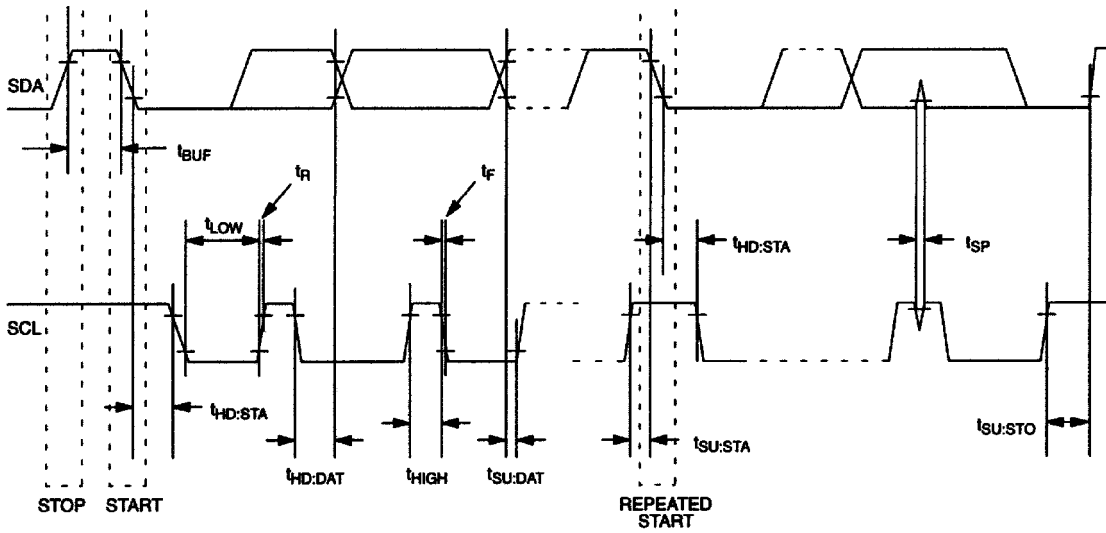 SDA
tBUF
tR
tF
tLOW
tHD:STA
tSP
SCL
tHD:STA
tSU:STA
tSU:STO
tHD:DAT
tHIGH
tSU:DAT
STOP
START
REPEATED
START